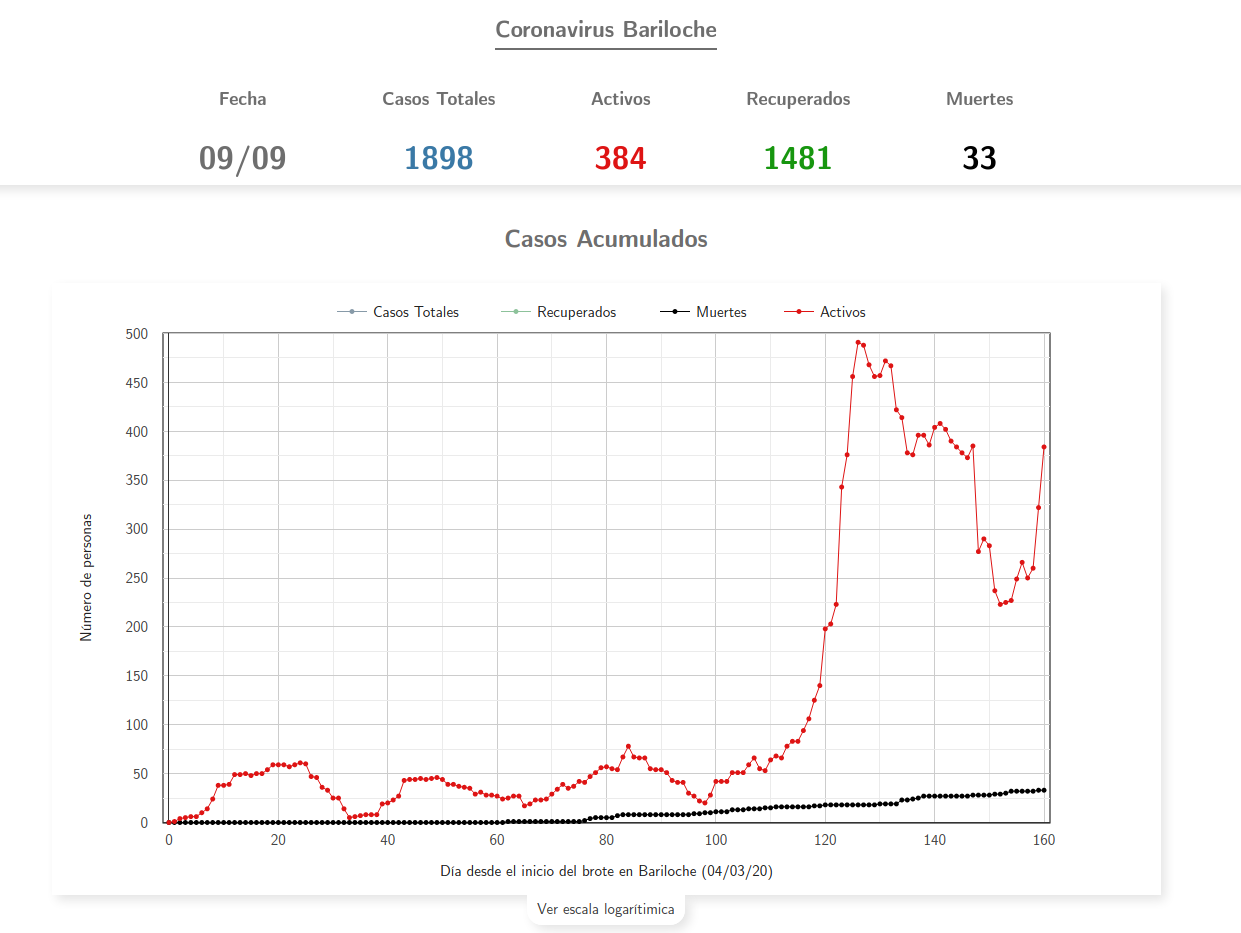 Coronavirus Bariloche
Fecha Casos Totales Activos Recuperados Muertes
09/09 1898 384 1481 33
Casos Acumulados
Casos Totales Recuperados Muertes Activos
500
450
400
350
300
250
200
150
100
50
0
Número de personas
0 20 40 60 80 100 120 140 160
Día desde el inicio del brote en Bariloche (04/03/20)
Ver escala logarítimica